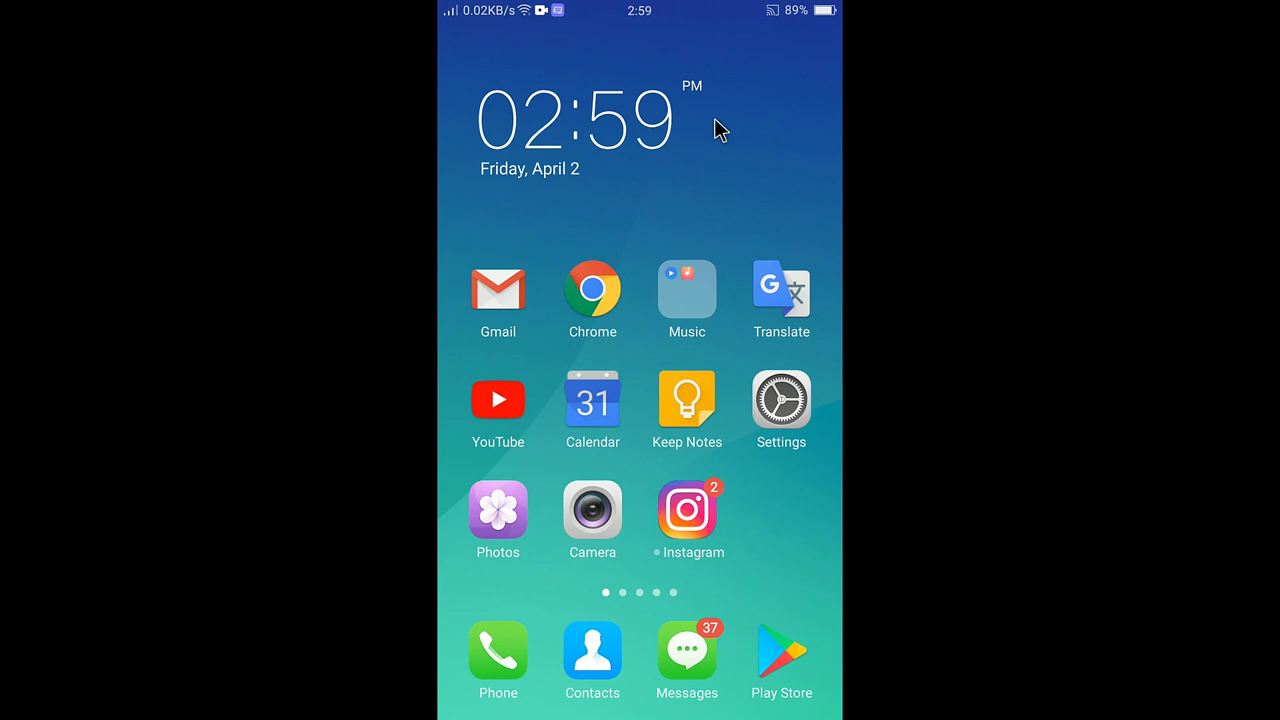 0.02KB/s 2:59 89%
02:59 PM
Friday, April 2
Gmail Chrome Music Translate
31
YouTube Calendar Keep Notes Settings
2
Photos Camera Instagram
37
Phone Contacts Messages Play Store